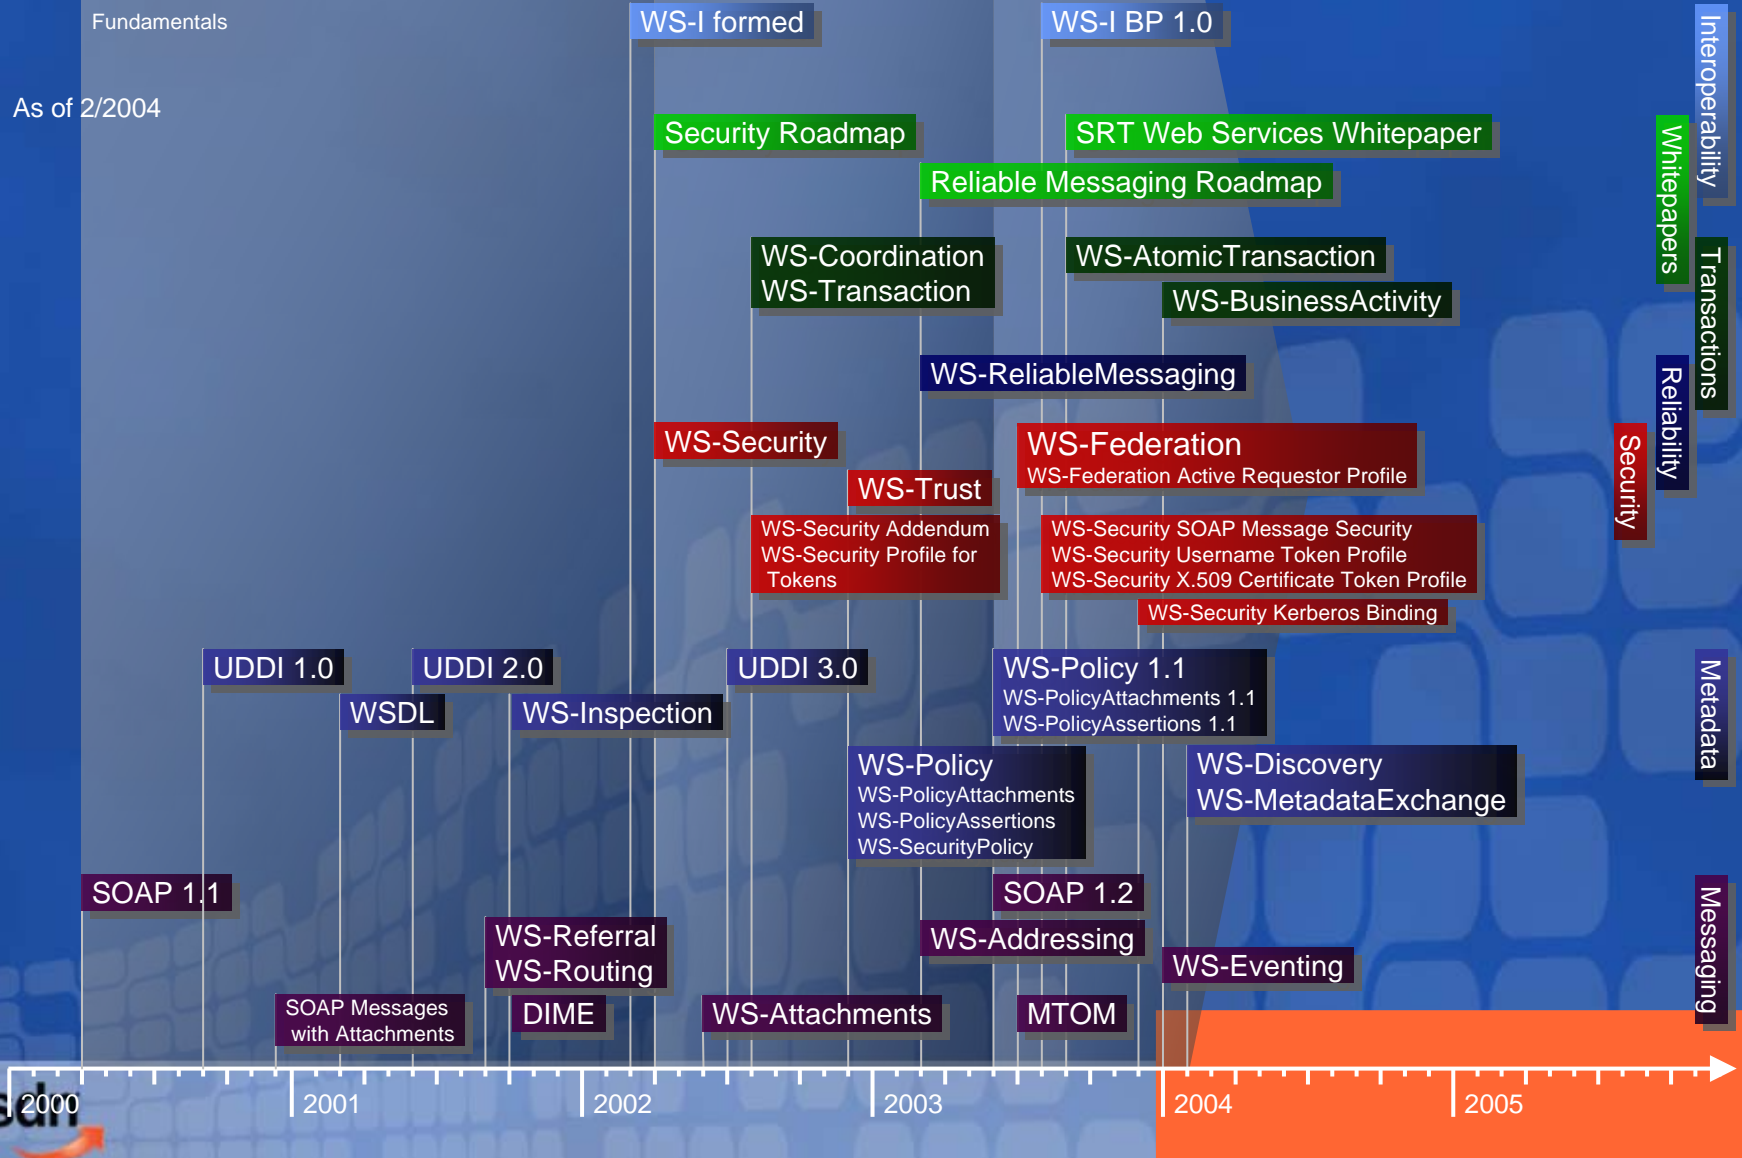 Fundamentals
WS-I formed
WS-I BP 1.0
Interoperability
As of 2/2004
Security Roadmap
SRT Web Services Whitepaper
Whitepapers
Reliable Messaging Roadmap
WS-Coordination
WS-Transaction
WS-AtomicTransaction
Transactions
WS-BusinessActivity
WS-ReliableMessaging
Reliability
WS-Security
WS-Federation
WS-Federation Active Requestor Profile
Security
WS-Trust
WS-Security Addendum
WS-Security Profile for
Tokens
WS-Security SOAP Message Security
WS-Security Username Token Profile
WS-Security X.509 Certificate Token Profile
WS-Security Kerberos Binding
UDDI 1.0
UDDI 2.0
UDDI 3.0
WS-Policy 1.1
WS-PolicyAttachments 1.1
WS-PolicyAssertions 1.1
Metadata
WSDL
WS-Inspection
WS-Policy
WS-PolicyAttachments
WS-PolicyAssertions
WS-SecurityPolicy
WS-Discovery
WS-MetadataExchange
SOAP 1.1
SOAP 1.2
Messaging
WS-Referral
WS-Routing
WS-Addressing
WS-Eventing
SOAP Messages
with Attachments
DIME
WS-Attachments
MTOM
2000
2001
2002
2003
2004
2005
sdn